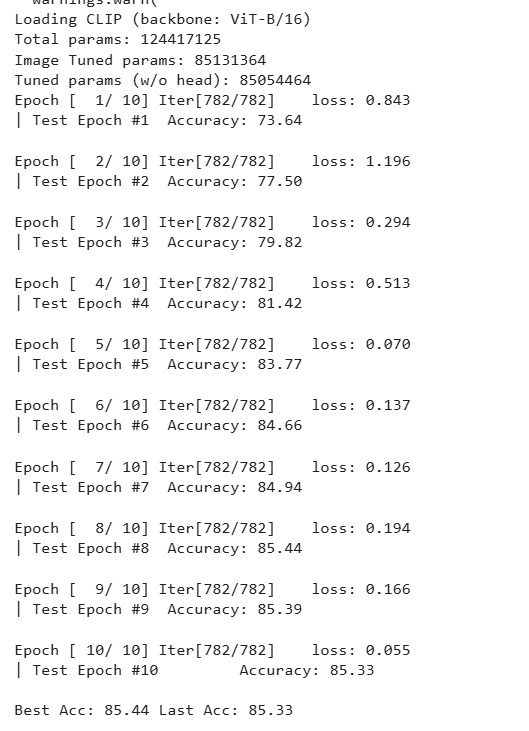 warnings.warn(
Loading CLIP (backbone: ViT-B/16)
Total params: 124417125
Image Tuned params: 85131364
Tuned params (w/o head): 85054464
Epoch [  1/ 10] Iter[782/782]    loss: 0.843
| Test Epoch #1  Accuracy: 73.64
Epoch [  2/ 10] Iter[782/782]    loss: 1.196
| Test Epoch #2  Accuracy: 77.50
Epoch [  3/ 10] Iter[782/782]    loss: 0.294
| Test Epoch #3  Accuracy: 79.82
Epoch [  4/ 10] Iter[782/782]    loss: 0.513
| Test Epoch #4  Accuracy: 81.42
Epoch [  5/ 10] Iter[782/782]    loss: 0.070
| Test Epoch #5  Accuracy: 83.77
Epoch [  6/ 10] Iter[782/782]    loss: 0.137
| Test Epoch #6  Accuracy: 84.66
Epoch [  7/ 10] Iter[782/782]    loss: 0.126
| Test Epoch #7  Accuracy: 84.94
Epoch [  8/ 10] Iter[782/782]    loss: 0.194
| Test Epoch #8  Accuracy: 85.44
Epoch [  9/ 10] Iter[782/782]    loss: 0.166
| Test Epoch #9  Accuracy: 85.39
Epoch [ 10/ 10] Iter[782/782]    loss: 0.055
| Test Epoch #10         Accuracy: 85.33
Best Acc: 85.44 Last Acc: 85.33